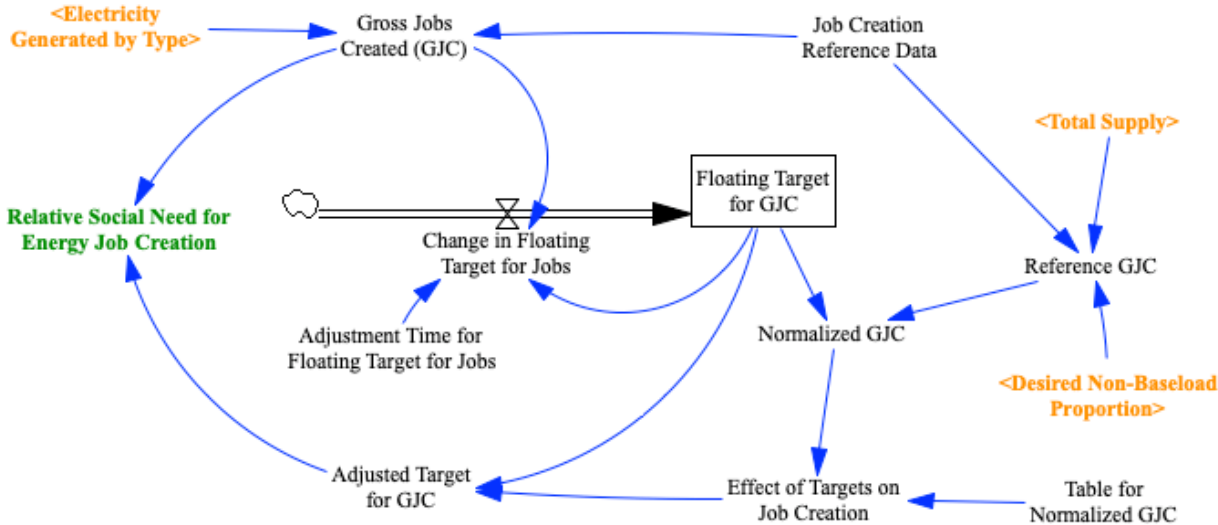 <Electricity
Generated by Type>
Gross Jobs
Created (GJC)
Job Creation
Reference Data
<Total Supply>
Floating Target
for GJC
Relative Social Need for
Energy Job Creation
Change in Floating
Target for Jobs
Reference GJC
Adjustment Time for
Floating Target for Jobs
Normalized GJC
<Desired Non-Baseload
Proportion>
Adjusted Target
for GJC
Effect of Targets on
Job Creation
Table for
Normalized GJC